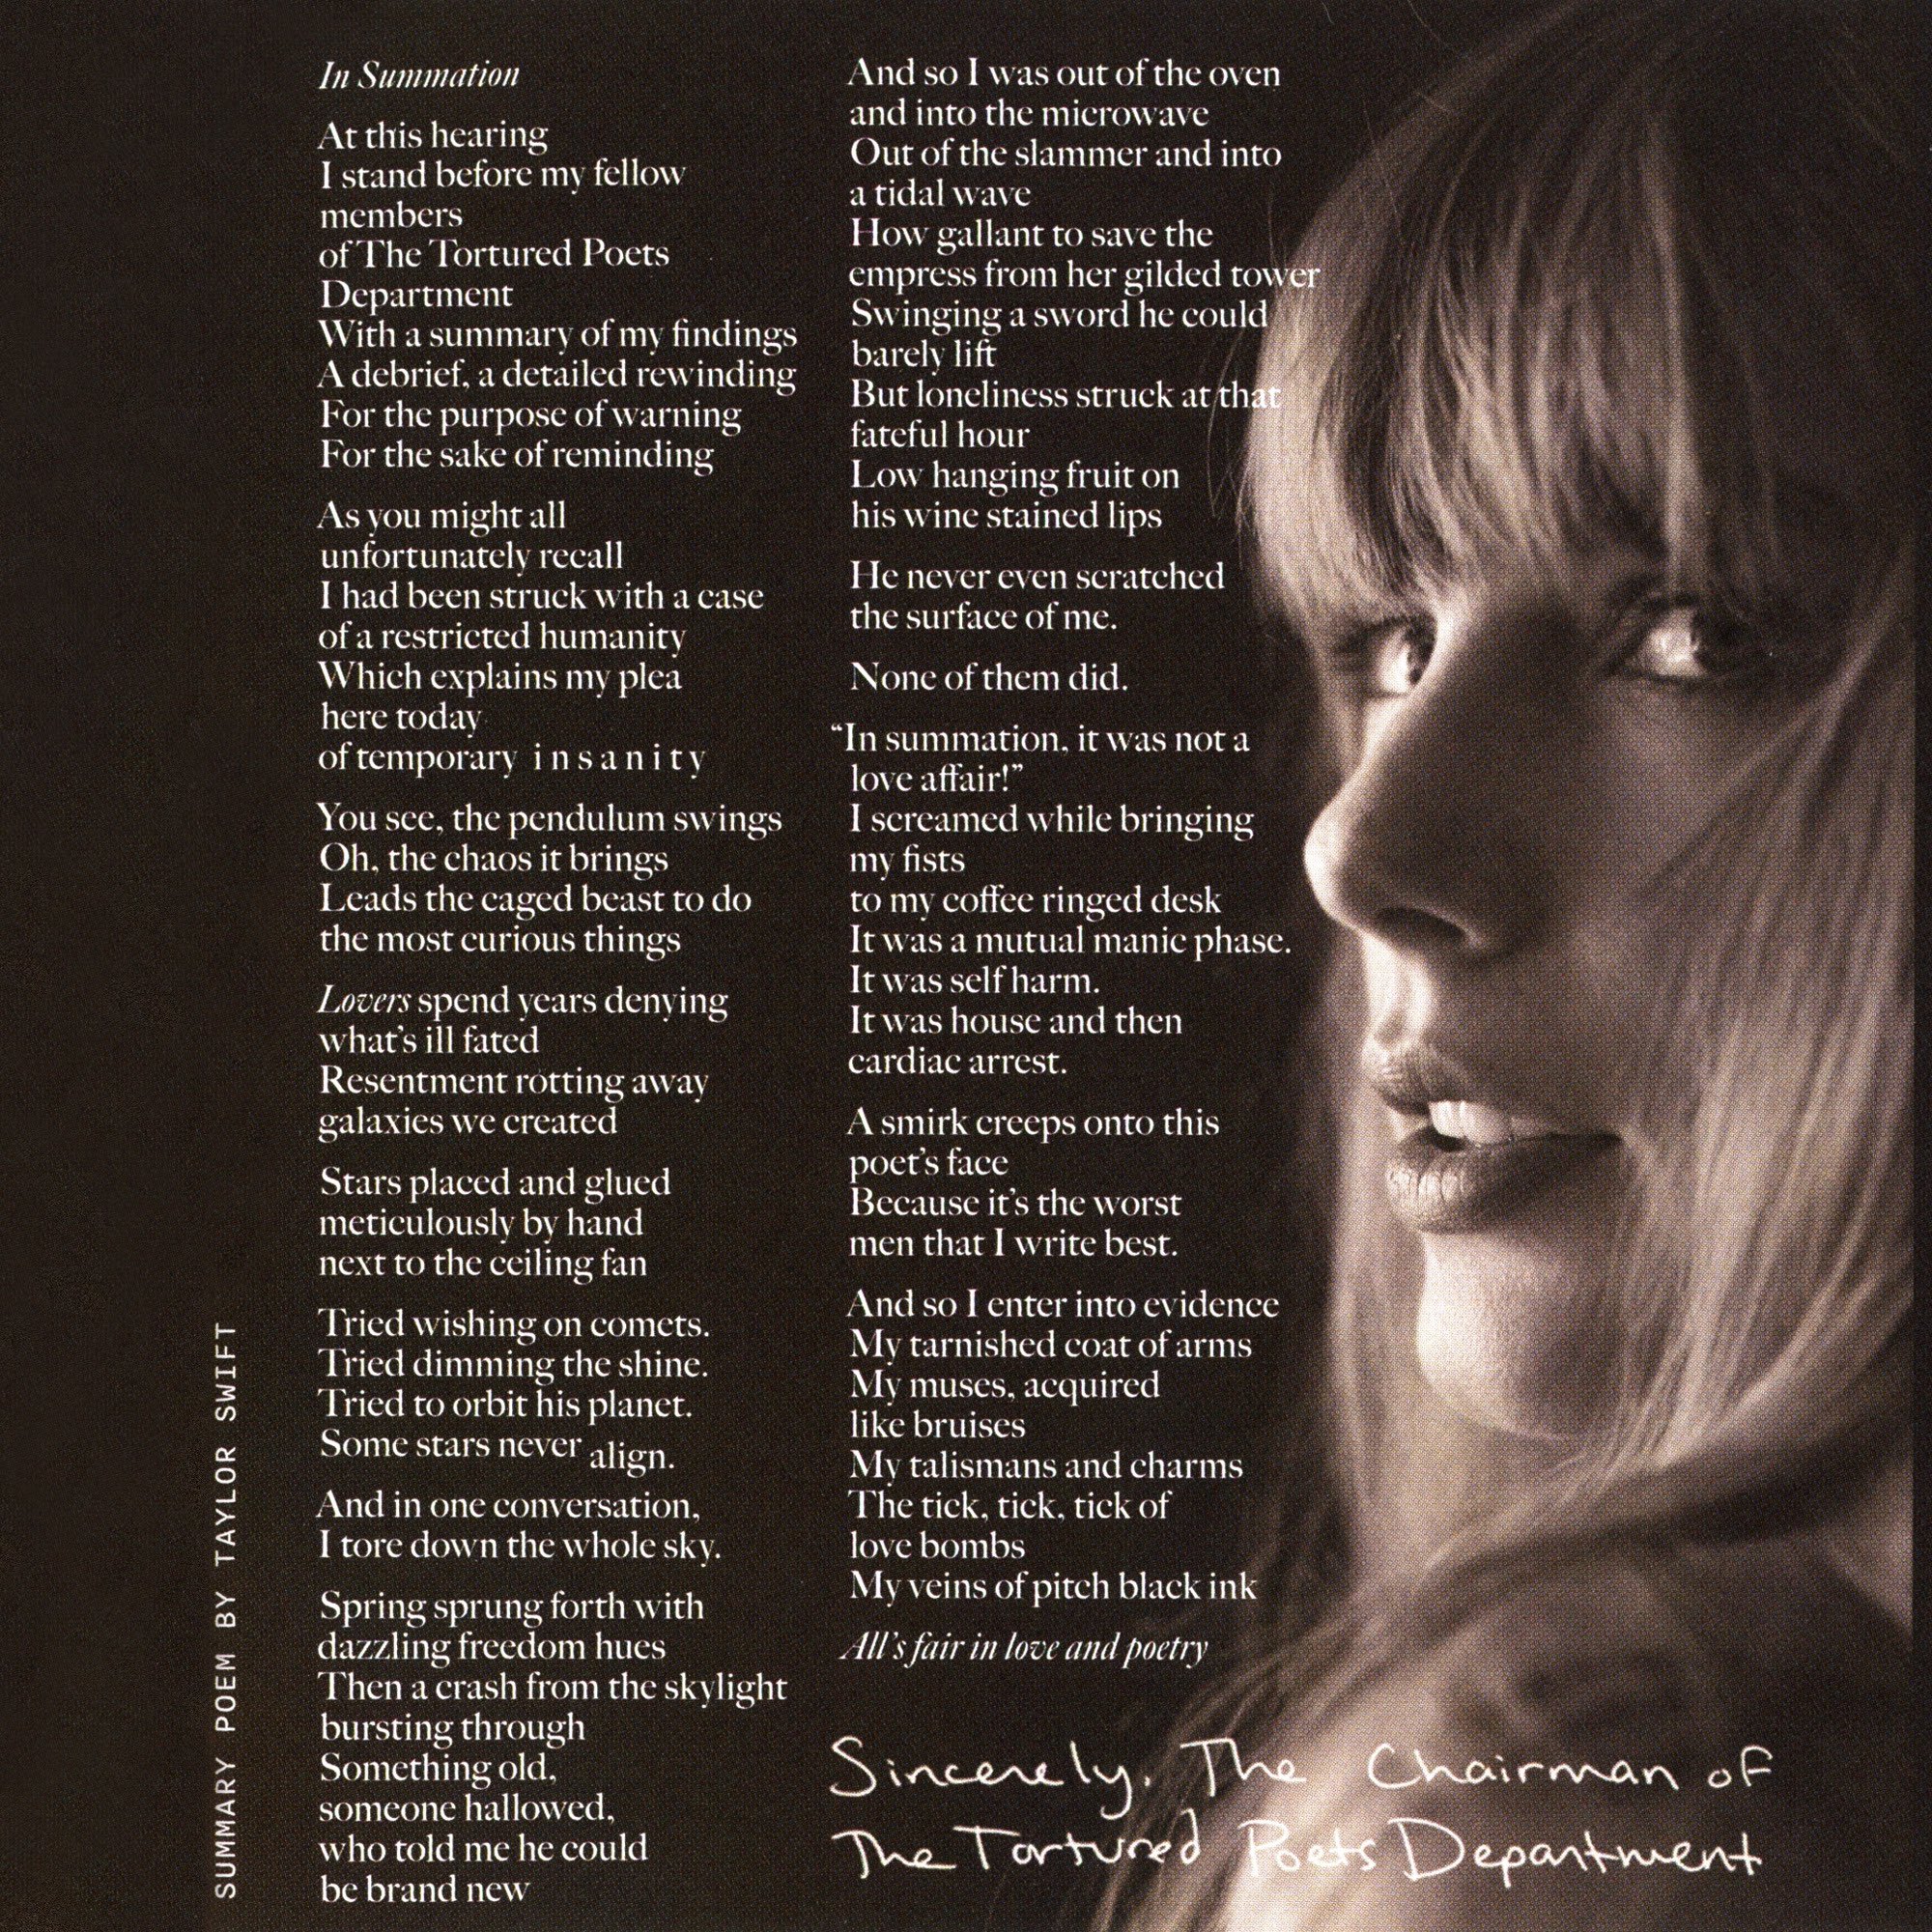 In Summation
At this hearing
I stand before my fellow
members
of The Tortured Poets
Department
With a summary of my findings
A debrief, a detailed rewinding
For the purpose of warning
For the sake of reminding
As you might all
unfortunately recall
I had been struck with a case
of a restricted humanity
Which explains my plea
here today
of temporary i n s a n i t y
You see, the pendulum swings
Oh, the chaos it brings
Leads the caged beast to do
the most curious things
Lovers spend years denying
what's ill fated
Resentment rotting away
galaxies we created
Stars placed and glued
meticulously by hand
next to the ceiling fan
Tried wishing on comets.
Tried dimming the shine.
Tried to orbit his planet.
Some stars never align.
And in one conversation,
I tore down the whole sky.
Spring sprung forth with
dazzling freedom hues
Then a crash from the skylight
bursting through
Something old,
someone hallowed,
who told me he could
be brand new
And so I was out of the oven
and into the microwave
Out of the slammer and into
a tidal wave
How gallant to save the
empress from her gilded tower
Swinging a sword he could
barely lift
But loneliness struck at that
fateful hour
Low hanging fruit on
his wine stained lips
He never even scratched
the surface of me.
None of them did.
“In summation, it was not a
love affair!”
I screamed while bringing
my fists
to my coffee ringed desk
It was a mutual manic phase.
It was self harm.
It was house and then
cardiac arrest.
A smirk creeps onto this
poet's face
Because it's the worst
men that I write best.
And so I enter into evidence
My tarnished coat of arms
My muses, acquired
like bruises
My talismans and charms
The tick, tick, tick of
love bombs
My veins of pitch black ink
All's fair in love and poetry
Sincerely, The Chairman of
The Tortured Poets Department
SUMMARY POEM BY TAYLOR SWIFT